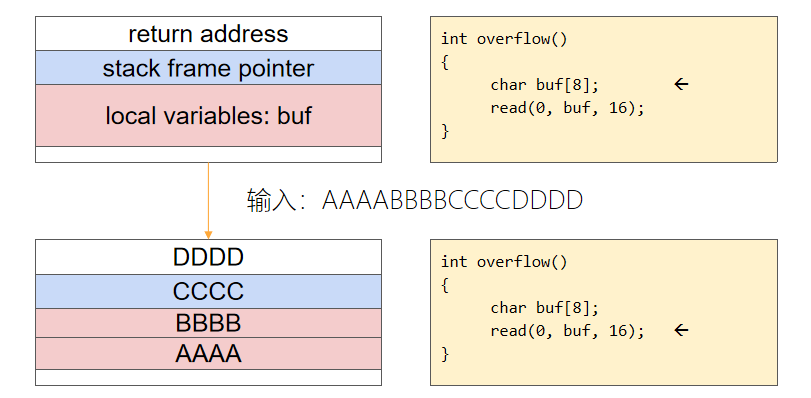 return address
stack frame pointer
local variables: buf
int overflow()
{
char buf[8]; ←
read(0, buf, 16);
}
输入：AAAABBBBCCCCDDDD
DDDD
CCCC
BBBB
AAAA
int overflow()
{
char buf[8];
read(0, buf, 16); ←
}